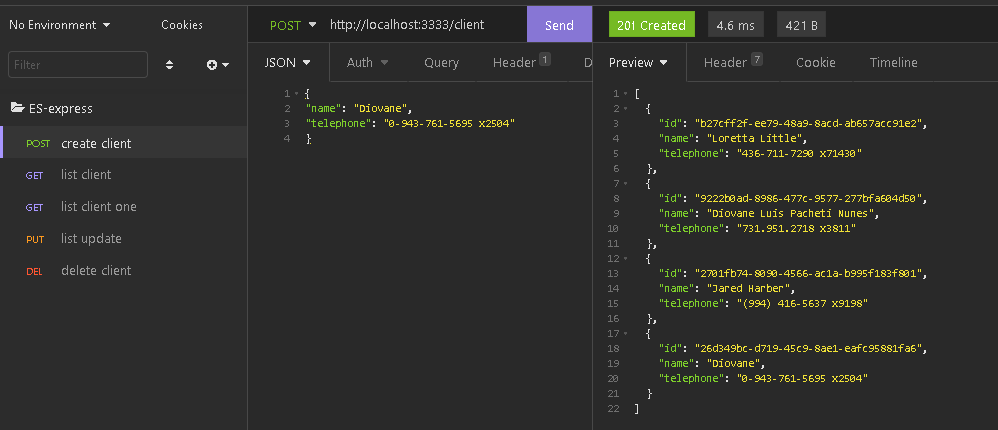 No Environment
Cookies
Filter
ES-express
POST create client
GET list client
GET list client one
PUT list update
DEL delete client
POST http://localhost:3333/client Send
JSON Auth Query Header 1 D
1 {
2 "name": "Diovane",
3 "telephone": "0-943-761-5695 x2504"
4 }
201 Created 4.6 ms 421 B
Preview Header 7 Cookie Timeline
1 [
2 {
3 "id": "b27cff2f-ee79-48a9-8acd-ab657acc91e2",
4 "name": "Loretta Little",
5 "telephone": "436-711-7290 x71430"
6 },
7 {
8 "id": "9222b0ad-8986-477c-9577-277bfa604d50",
9 "name": "Diovane Luis Pacheti Nunes",
10 "telephone": "731.951.2718 x3811"
11 },
12 {
13 "id": "2701fb74-8090-4566-ac1a-b995f183f801",
14 "name": "Jared Harber",
15 "telephone": "(994) 416-5637 x9198"
16 },
17 {
18 "id": "26d349bc-d719-45c9-8ae1-eafc95881fa6",
19 "name": "Diovane",
20 "telephone": "0-943-761-5695 x2504"
21 }
22 ]